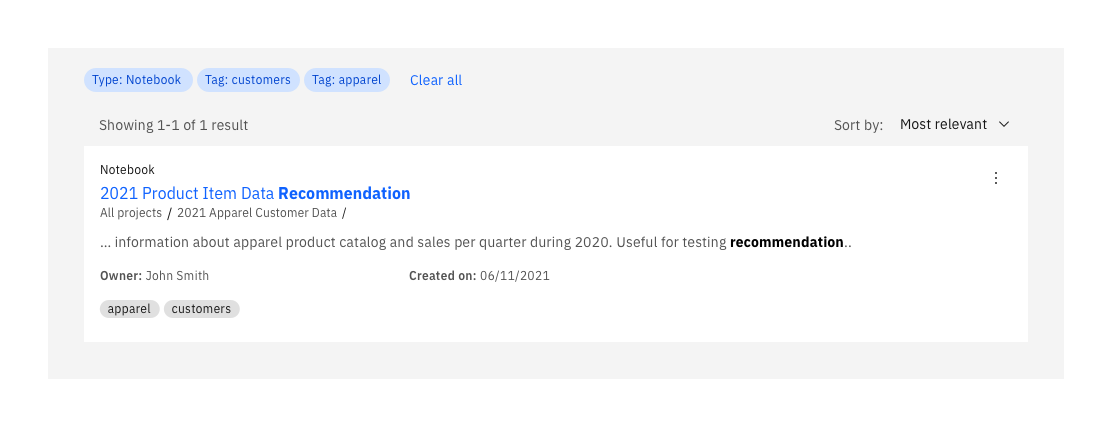 Type: Notebook Tag: customers Tag: apparel Clear all
Showing 1-1 of 1 result Sort by: Most relevant
Notebook
2021 Product Item Data Recommendation
All projects / 2021 Apparel Customer Data /
... information about apparel product catalog and sales per quarter during 2020. Useful for testing recommendation..
Owner: John Smith Created on: 06/11/2021
apparel customers